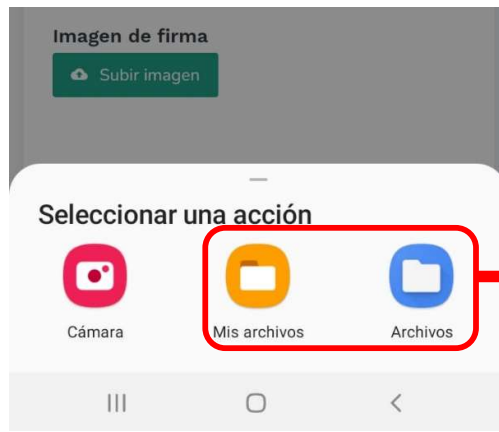 Imagen de firma
Subir imagen
Seleccionar una acción
Cámara
Mis archivos
Archivos